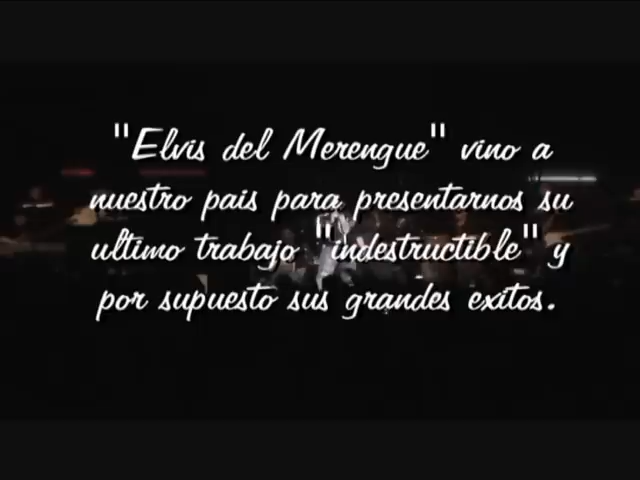 "Elvis del Merengue" vino a
nuestro pais para presentarnos su
ultimo trabajo "indestructible" y
por supuesto sus grandes exitos.